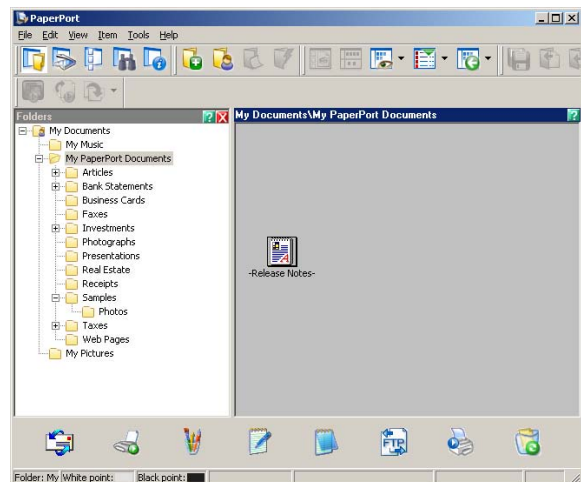 PaperPort
File Edit View Item Tools Help
Folders
My Documents\My PaperPort Documents
My Documents
My Music
My PaperPort Documents
Articles
Bank Statements
Business Cards
Faxes
Investments
Photographs
Presentations
Real Estate
Receipts
Samples
Photos
Taxes
Web Pages
My Pictures
-Release Notes-
FTP
Folder: My White point: Black point: